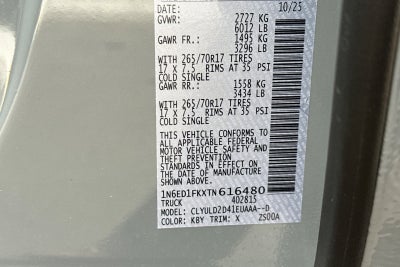 DATE: 10/25
GVWR: 2727 KG
6012 LB
GAWR FR.: 1495 KG
3296 LB
WITH 265/70R17 TIRES
17 x 7.5 RIMS AT 35 PSI
COLD SINGLE
GAWR RR.: 1558 KG
3434 LB
WITH 265/70R17 TIRES
17 x 7.5 RIMS AT 35 PSI
COLD SINGLE
THIS VEHICLE CONFORMS TO
ALL APPLICABLE FEDERAL
MOTOR VEHICLE SAFETY AND
THEFT PREVENTION
STANDARDS IN EFFECT ON
THE DATE OF MANUFACTURE
SHOWN ABOVE.
1N6ED1FKXTN616480
TRUCK 402815
MODEL: CLYULD2D41EUAAA--D
COLOR: KBY TRIM: X ZS00A